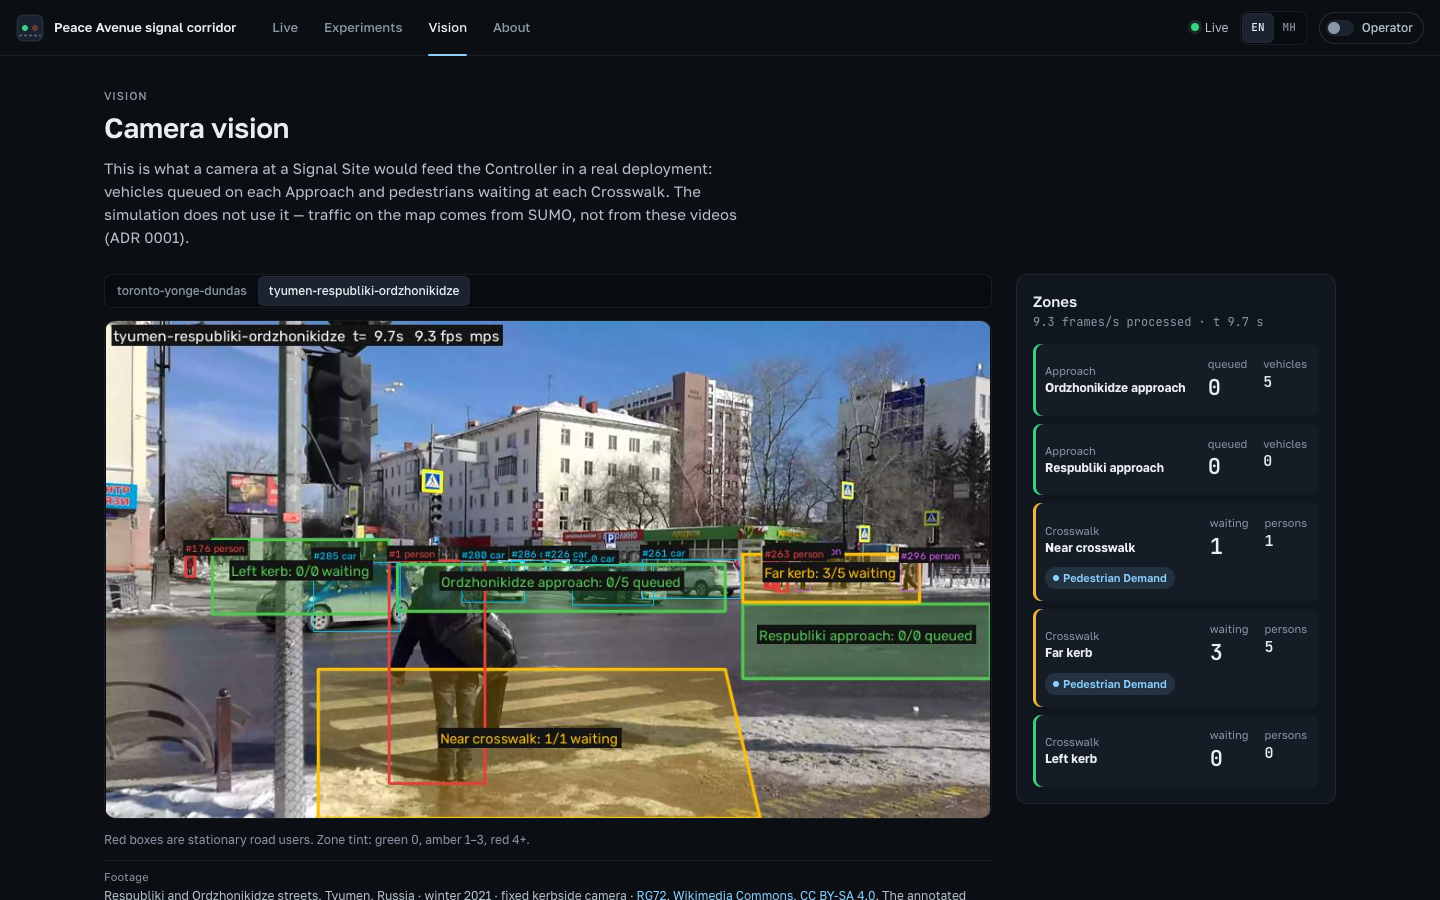 Peace Avenue signal corridor
Live
Experiments
Vision
About
Live
EN
МН
Operator
VISION
Camera vision
This is what a camera at a Signal Site would feed the Controller in a real deployment:
vehicles queued on each Approach and pedestrians waiting at each Crosswalk. The
simulation does not use it — traffic on the map comes from SUMO, not from these videos
(ADR 0001).
toronto-yonge-dundas
tyumen-respubliki-ordzhonikidze
tyumen-respubliki-ordzhonikidze t= 9.7s 9.3 fps mps
#176 person
#285 car
#1 person
#280 car
#286 c
#226 car
#261 car
#263 person
#296 person
Left kerb: 0/0 waiting
Ordzhonikidze approach: 0/5 queued
Far kerb: 3/5 waiting
Respubliki approach: 0/0 queued
Near crosswalk: 1/1 waiting
Red boxes are stationary road users. Zone tint: green 0, amber 1–3, red 4+.
Footage
Respubliki and Ordzhonikidze streets, Tyumen, Russia · winter 2021 · fixed kerbside camera · RG72, Wikimedia Commons, CC BY-SA 4.0. The annotated
Zones
9.3 frames/s processed · t 9.7 s
Approach
Ordzhonikidze approach
queued
0
vehicles
5
Approach
Respubliki approach
queued
0
vehicles
0
Crosswalk
Near crosswalk
waiting
1
persons
1
Pedestrian Demand
Crosswalk
Far kerb
waiting
3
persons
5
Pedestrian Demand
Crosswalk
Left kerb
waiting
0
persons
0